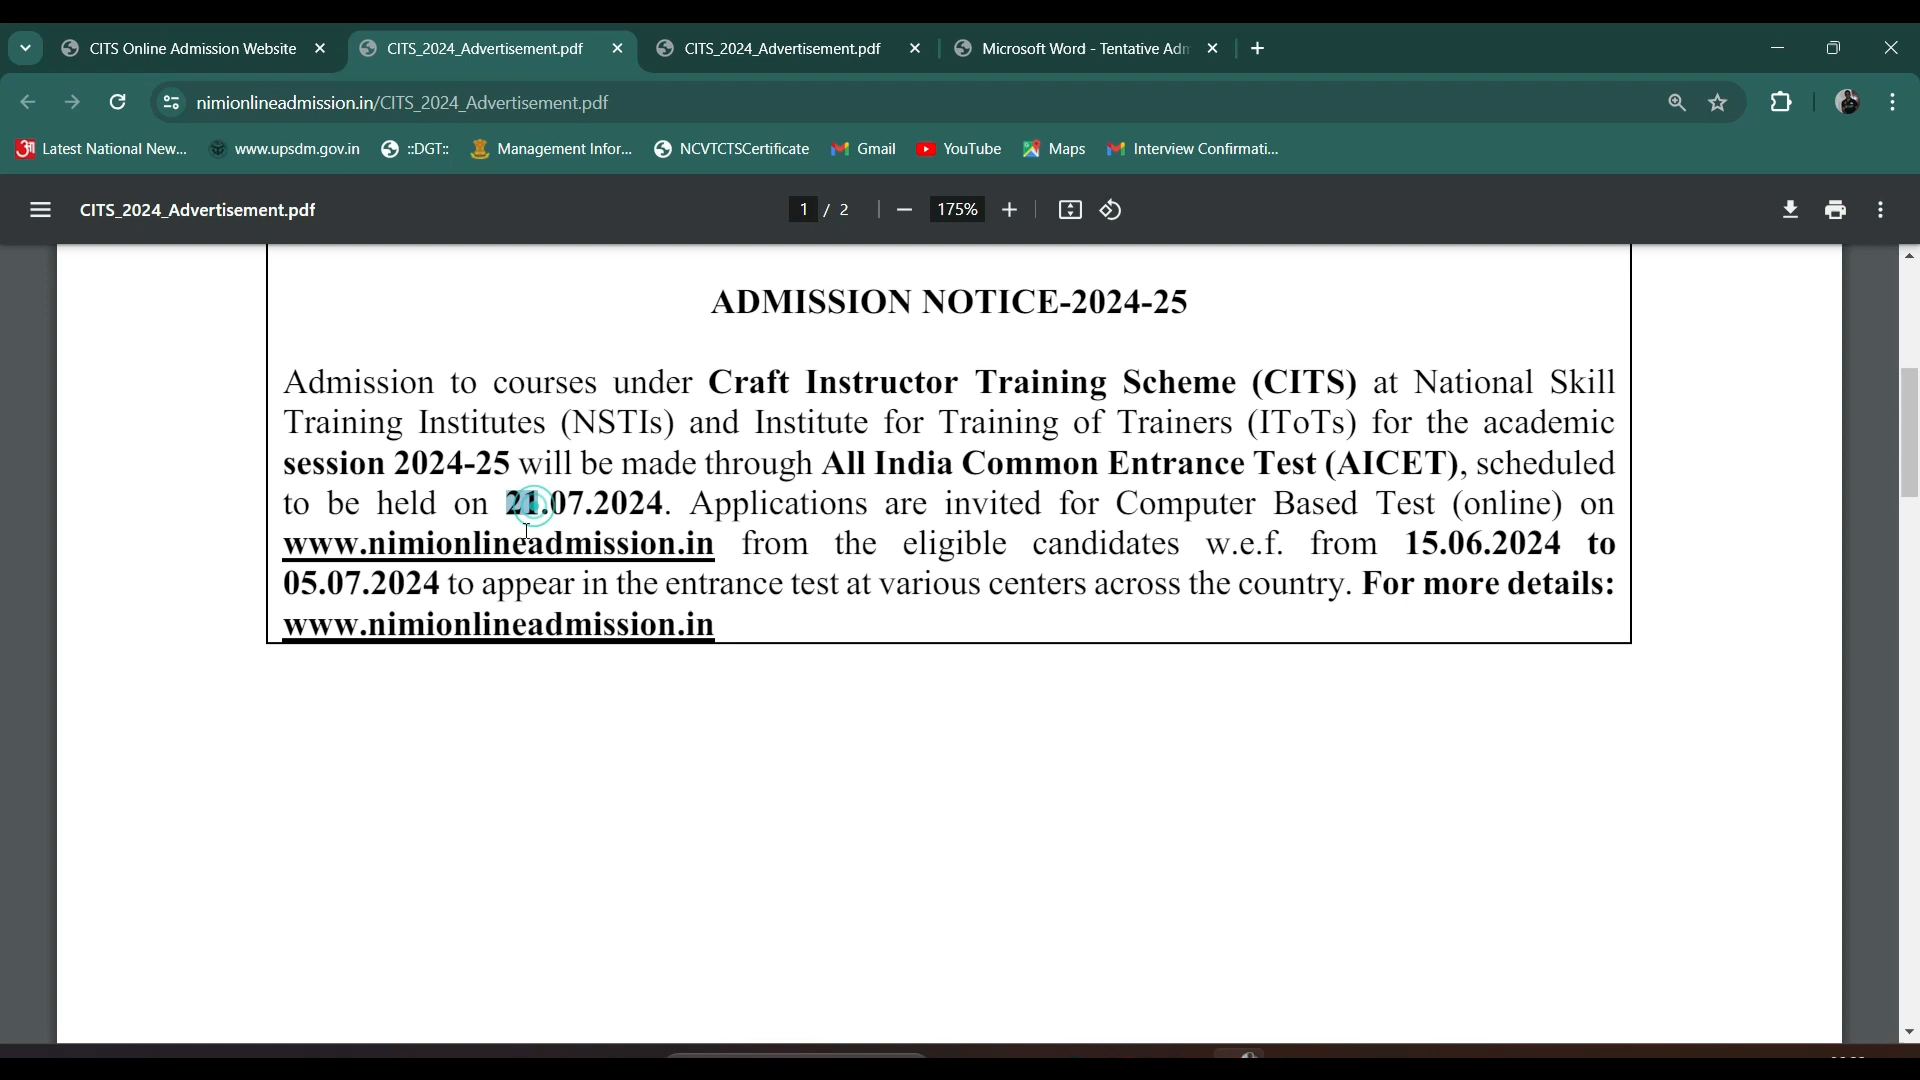 CITS Online Admission Website
CITS_2024_Advertisement.pdf
CITS_2024_Advertisement.pdf
Microsoft Word - Tentative Adm
nimionlineadmission.in/CITS_2024_Advertisement.pdf
Latest National New...
www.upsdm.gov.in
::DGT::
Management Infor...
NCVTCTSCertificate
Gmail
YouTube
Maps
Interview Confirmati...
CITS_2024_Advertisement.pdf
1 / 2
175%
ADMISSION NOTICE-2024-25
Admission to courses under Craft Instructor Training Scheme (CITS) at National Skill
Training Institutes (NSTIs) and Institute for Training of Trainers (IToTs) for the academic
session 2024-25 will be made through All India Common Entrance Test (AICET), scheduled
to be held on 21.07.2024. Applications are invited for Computer Based Test (online) on
www.nimionlineadmission.in from the eligible candidates w.e.f. from 15.06.2024 to
05.07.2024 to appear in the entrance test at various centers across the country. For more details:
www.nimionlineadmission.in